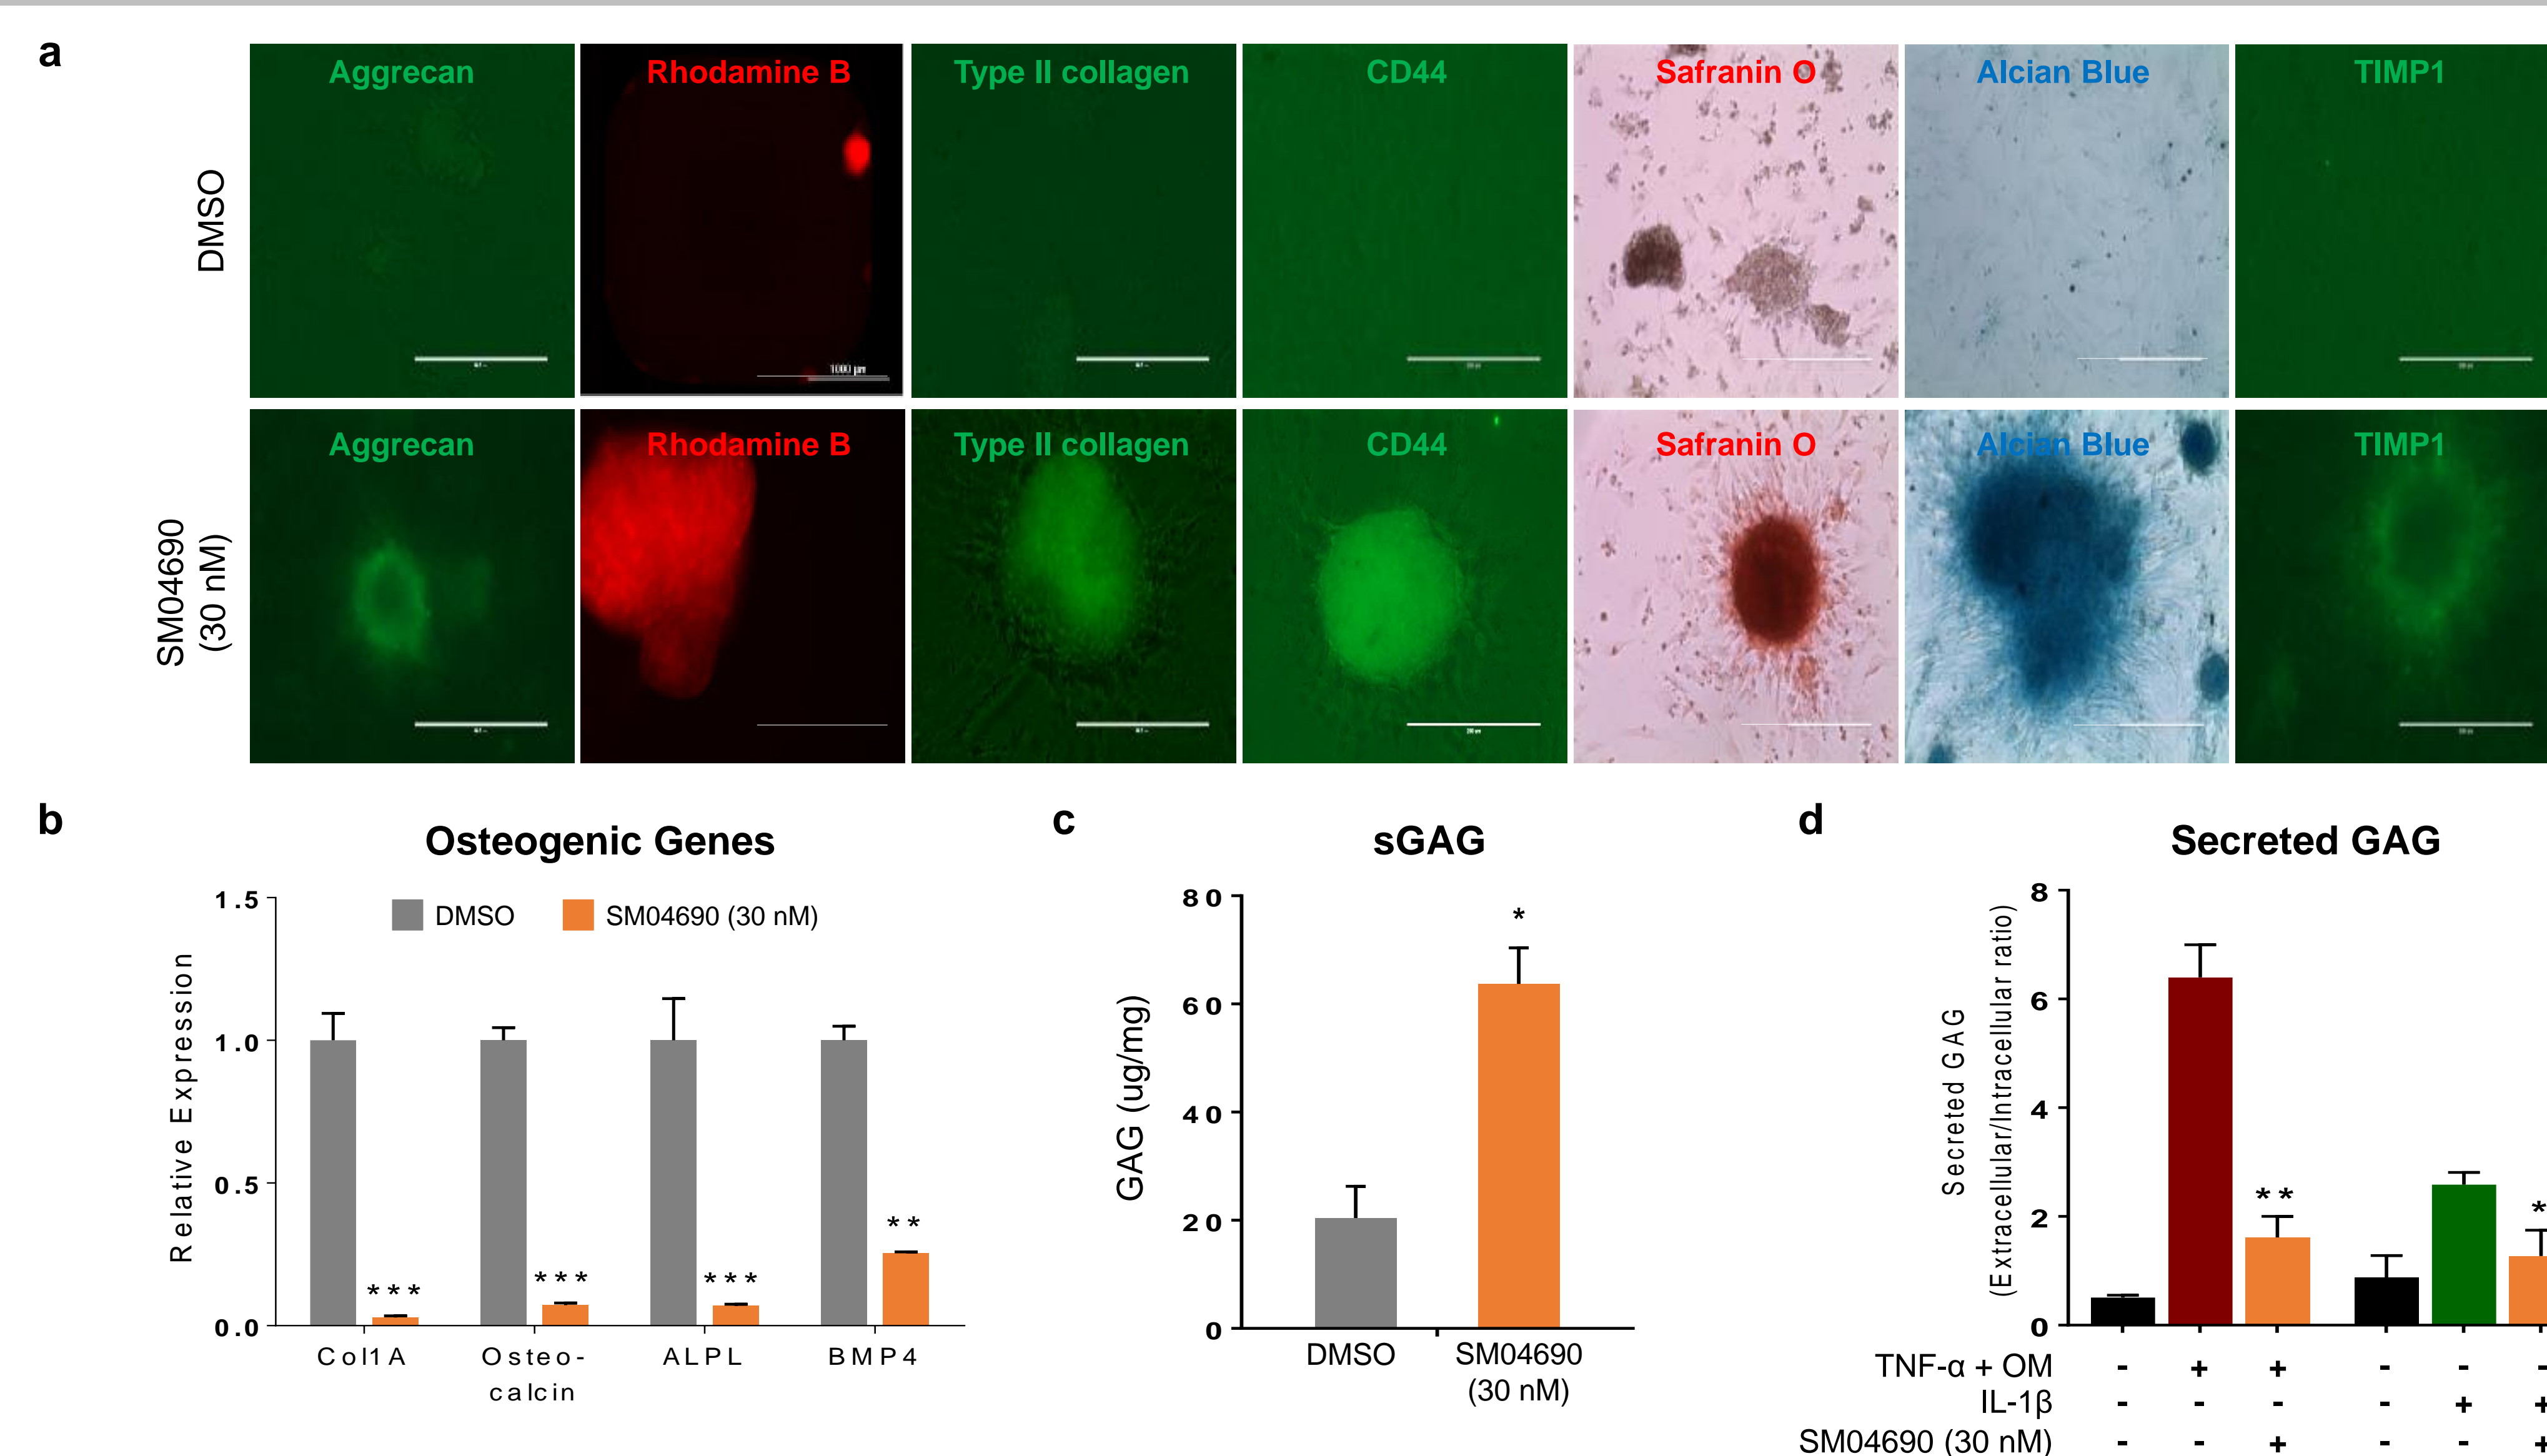 a
DMSO
Aggrecan
Rhodamine B
Type II collagen
CD44
Safranin O
Alcian Blue
TIMP1
1000 µm
SM04690
(30 nM)
Aggrecan
Rhodamine B
Type II collagen
CD44
Safranin O
Alcian Blue
TIMP1
b
Osteogenic Genes
DMSO
SM04690 (30 nM)
Relative Expression
1.5
1.0
0.5
0.0
***
***
***
**
Col1A
Osteo-
calcin
ALPL
BMP4
c
sGAG
GAG (ug/mg)
80
60
40
20
0
*
DMSO
SM04690
(30 nM)
d
Secreted GAG
Secreted GAG
(Extracellular/Intracellular ratio)
8
6
4
2
0
**
*
TNF-α + OM - + + - - -
IL-1β - - - - + +
SM04690 (30 nM) - - + - - +